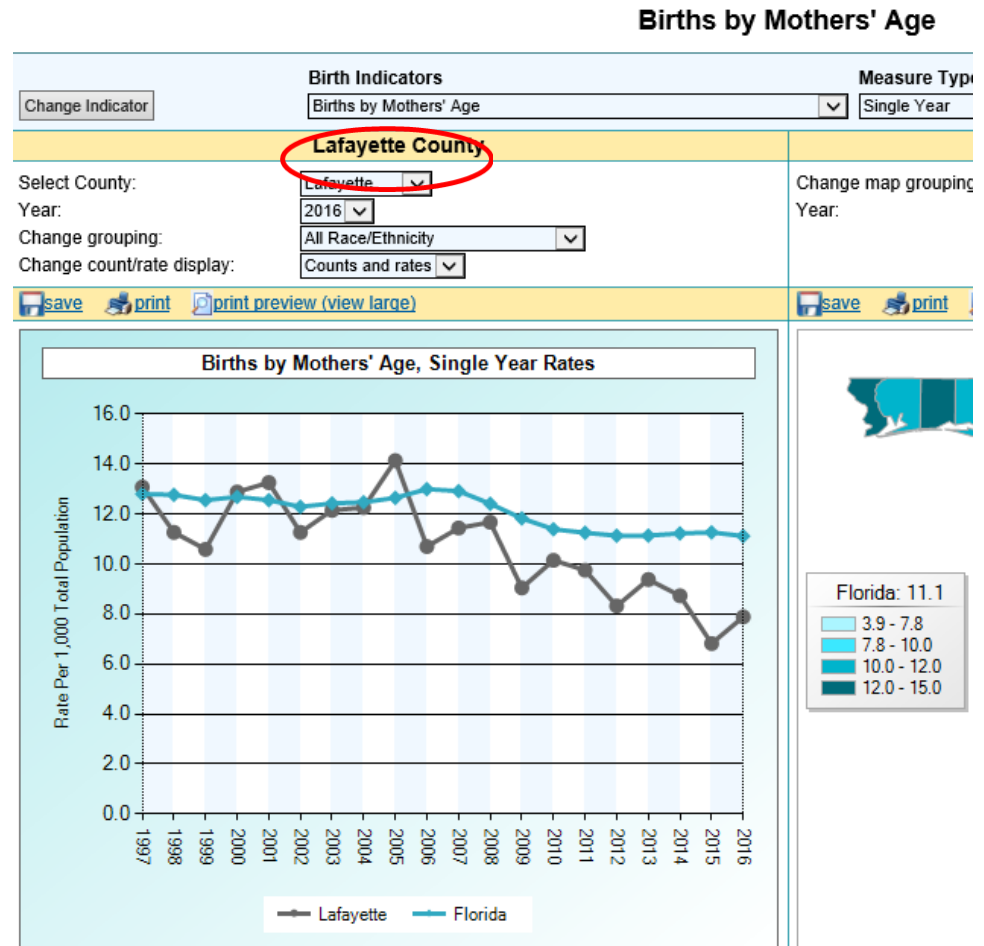 Births by Mothers' Age
Birth Indicators
Measure Type
Change Indicator
Births by Mothers' Age
Single Year
Lafayette County
Select County:
Lafayette
Change map grouping
Year:
2016
Year:
Change grouping:
All Race/Ethnicity
Change count/rate display:
Counts and rates
save print print preview (view large)
save print
Births by Mothers' Age, Single Year Rates
Rate Per 1,000 Total Population
16.0
14.0
12.0
10.0
8.0
6.0
4.0
2.0
0.0
1997 1998 1999 2000 2001 2002 2003 2004 2005 2006 2007 2008 2009 2010 2011 2012 2013 2014 2015 2016
Lafayette Florida
Florida: 11.1
3.9 - 7.8
7.8 - 10.0
10.0 - 12.0
12.0 - 15.0